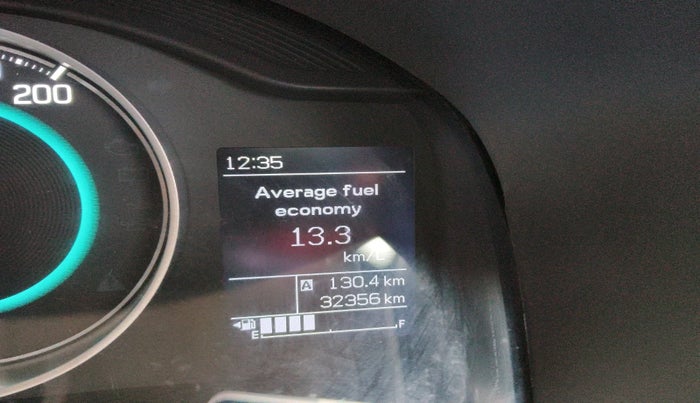 200
12:35
Average fuel
economy
13.3
km/L
A 130.4 km
32356 km
E F